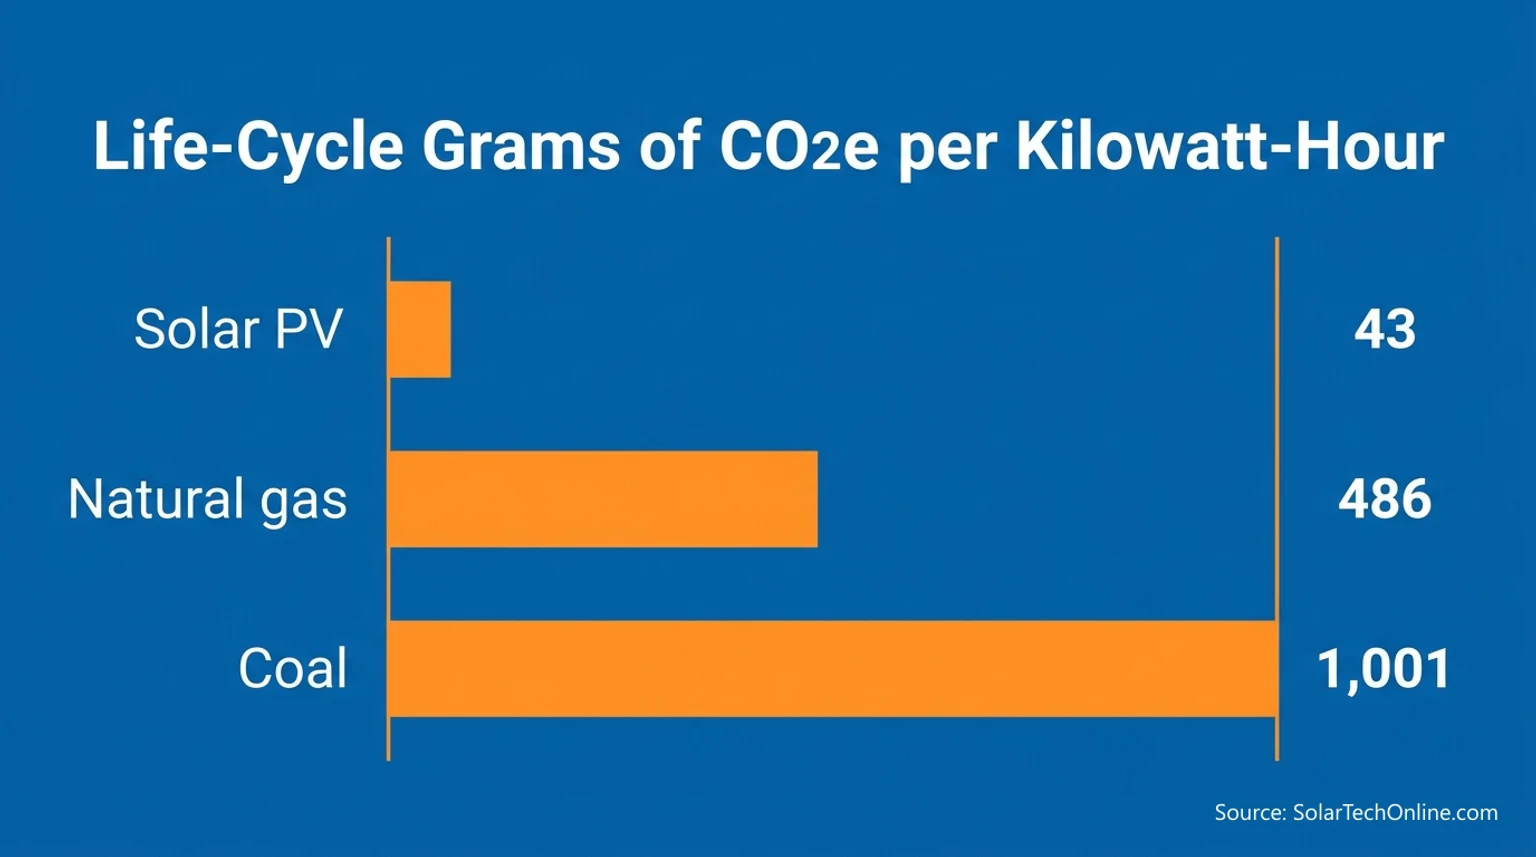 Life-Cycle Grams of CO2e per Kilowatt-Hour
Solar PV 43
Natural gas 486
Coal 1,001
Source: SolarTechOnline.com